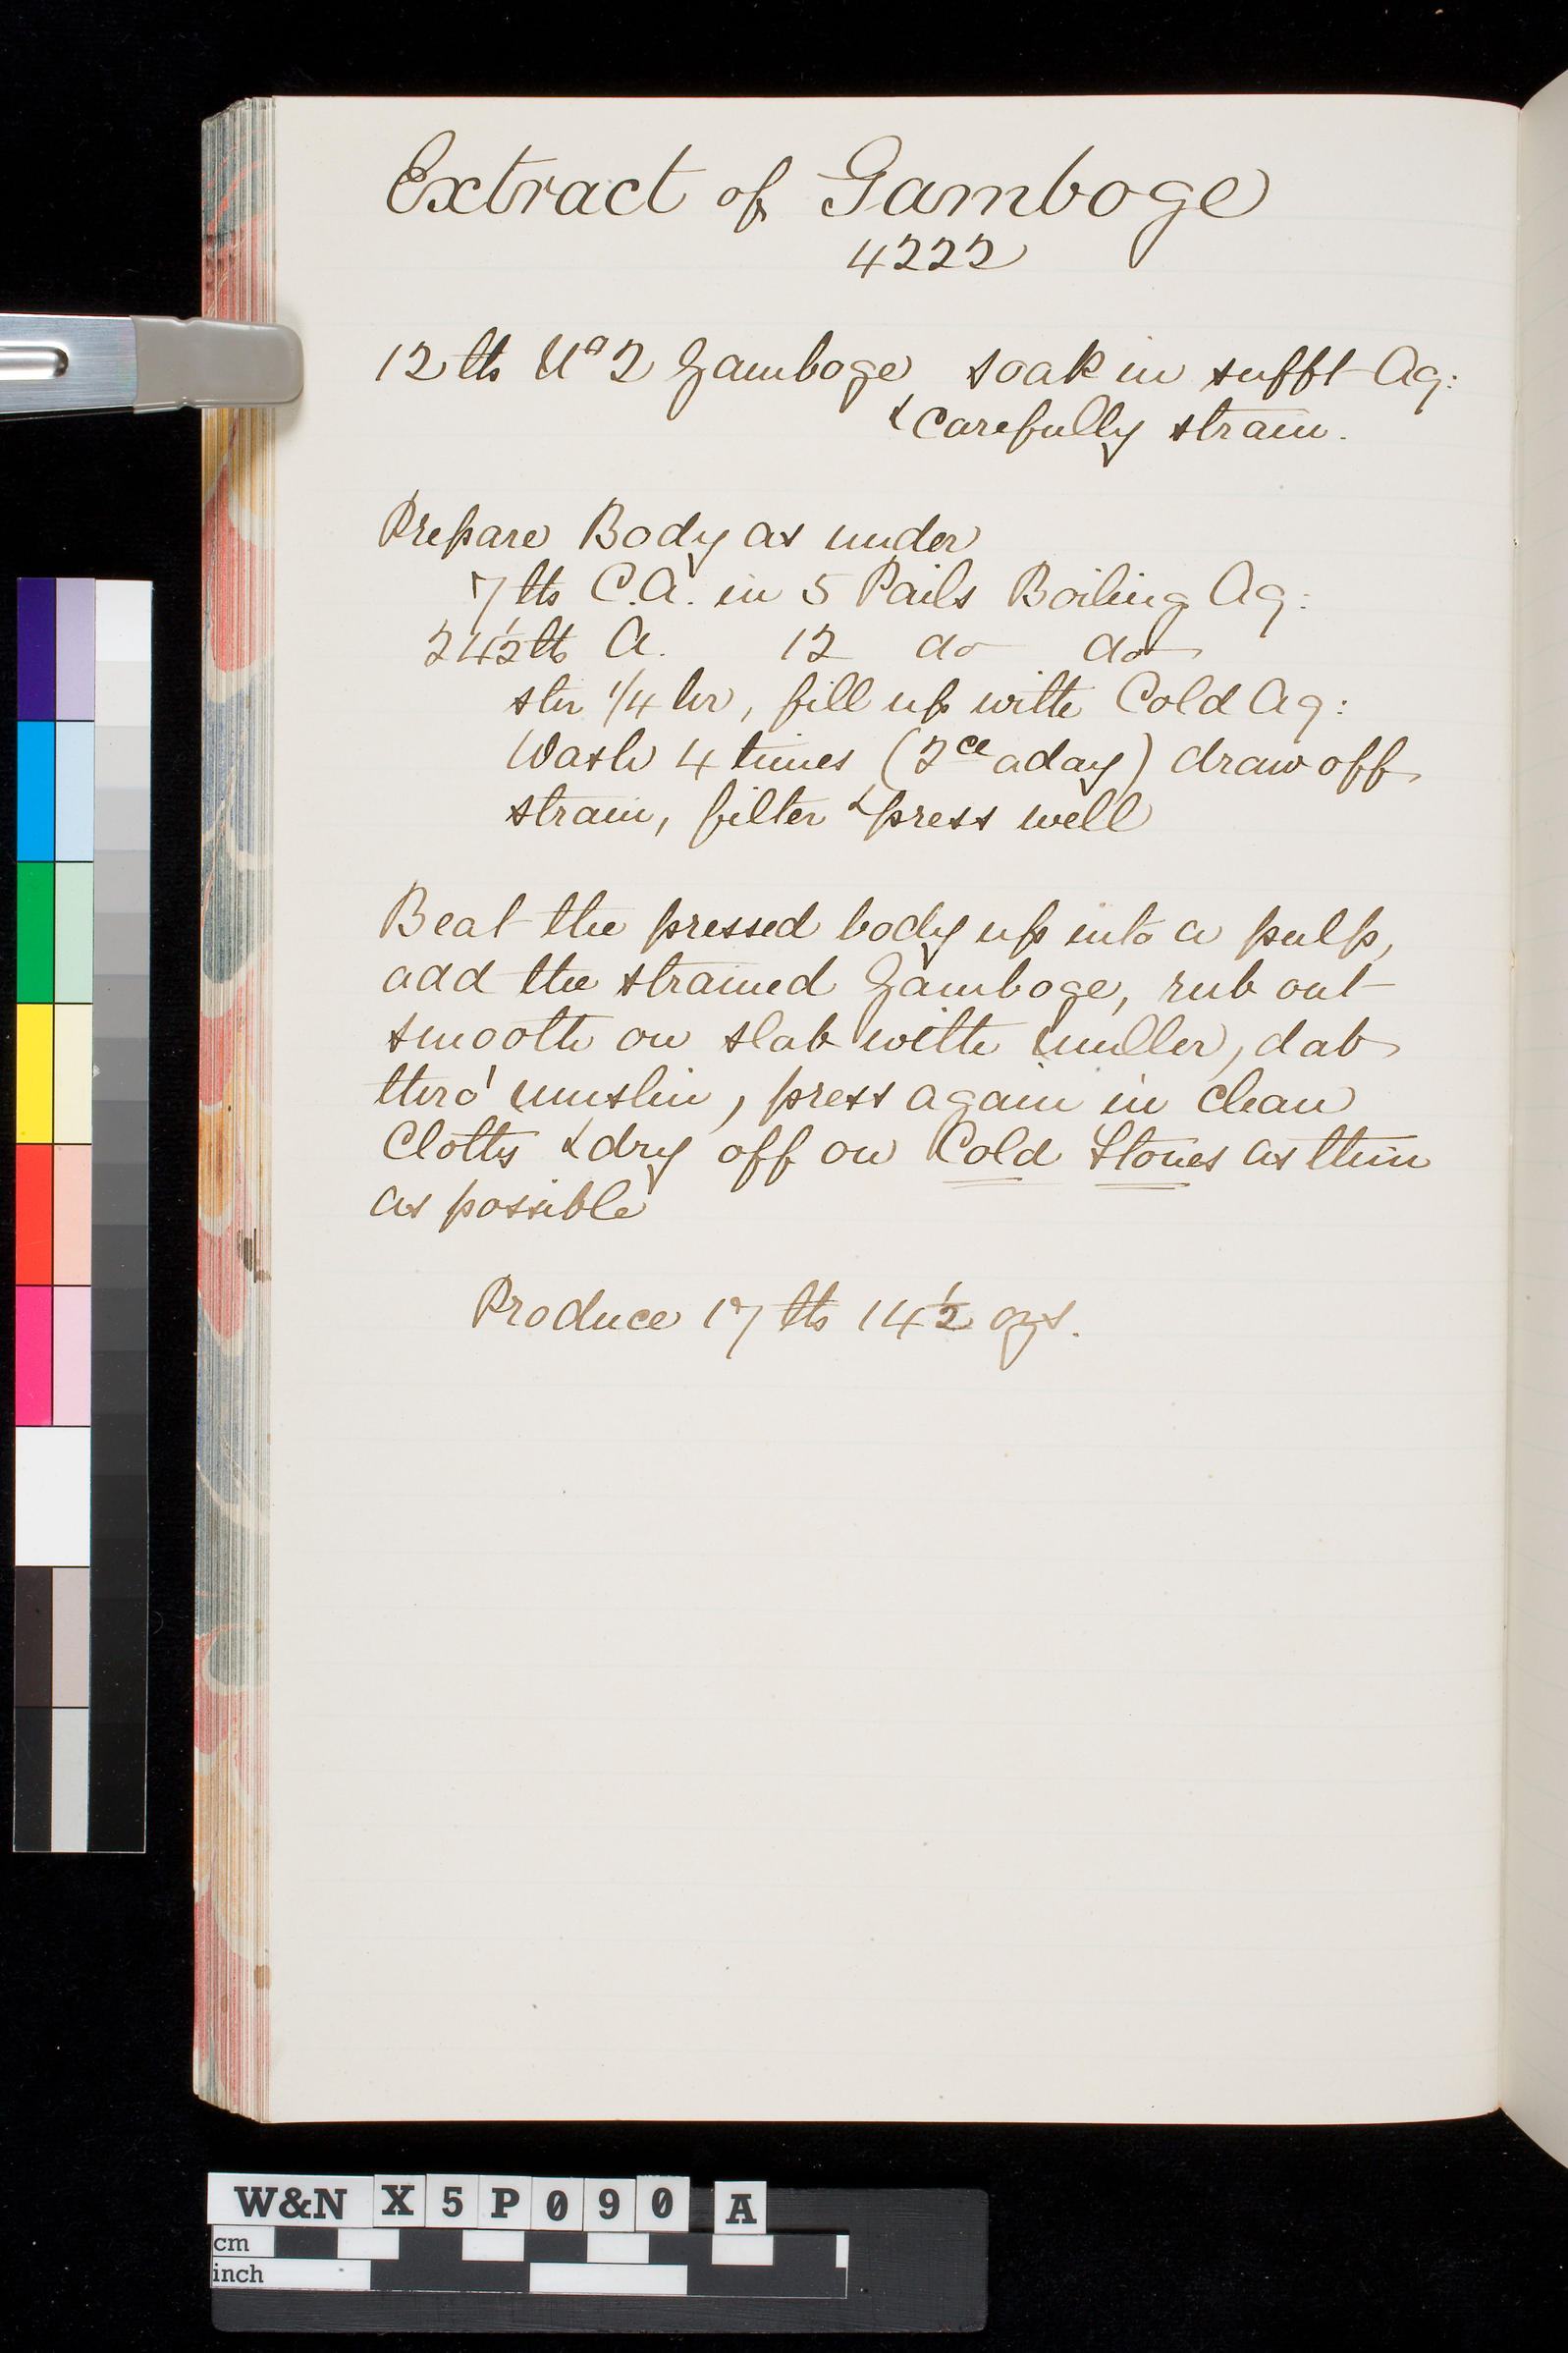 Extract of Gamboge
4222
12 lbs No 2 Gamboge soak in sufft Aq:
& carefully strain.
Prepare Body as under
7 lbs C.A. in 5 Pails Boiling Aq:
24½ lbs A. 12 do do
stir 1/4 hr, fill up with Cold Aq:
Wash 4 times (2ce a day) draw off
strain, filter & press well
Beat the pressed body up into a pulp,
add the strained Gamboge, rub out
smooth on slab with muller, dab
thro' muslin, press again in clean
Cloths & dry off on Cold Stones as thin
as possible
Produce 17 lbs 14½ ozs.
W&N X5P090 A
cm
inch